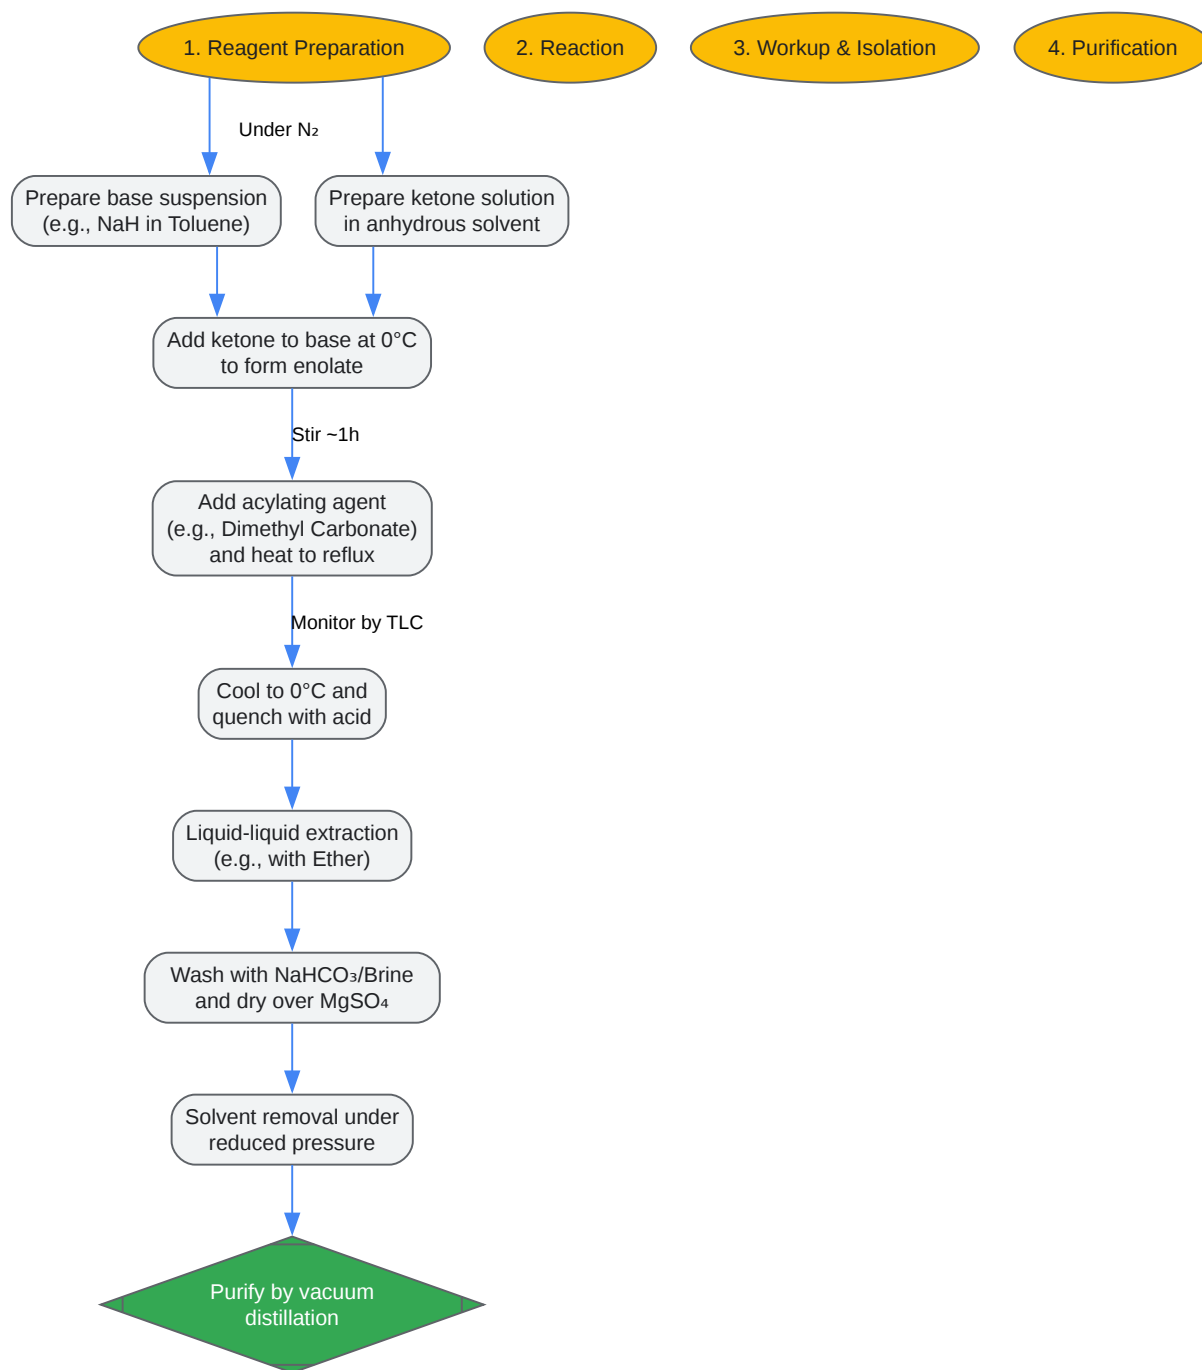 1. Reagent Preparation
2. Reaction
3. Workup & Isolation
4. Purification
Under N₂
Prepare base suspension
(e.g., NaH in Toluene)
Prepare ketone solution
in anhydrous solvent
Add ketone to base at 0°C
to form enolate
Stir ~1h
Add acylating agent
(e.g., Dimethyl Carbonate)
and heat to reflux
Monitor by TLC
Cool to 0°C and
quench with acid
Liquid-liquid extraction
(e.g., with Ether)
Wash with NaHCO₃/Brine
and dry over MgSO₄
Solvent removal under
reduced pressure
Purify by vacuum
distillation